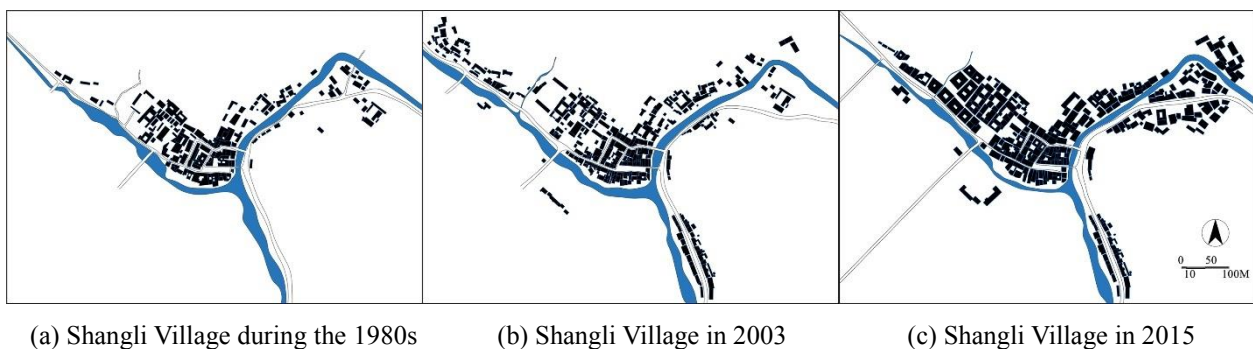 0 50
10 100M
(a) Shangli Village during the 1980s
(b) Shangli Village in 2003
(c) Shangli Village in 2015